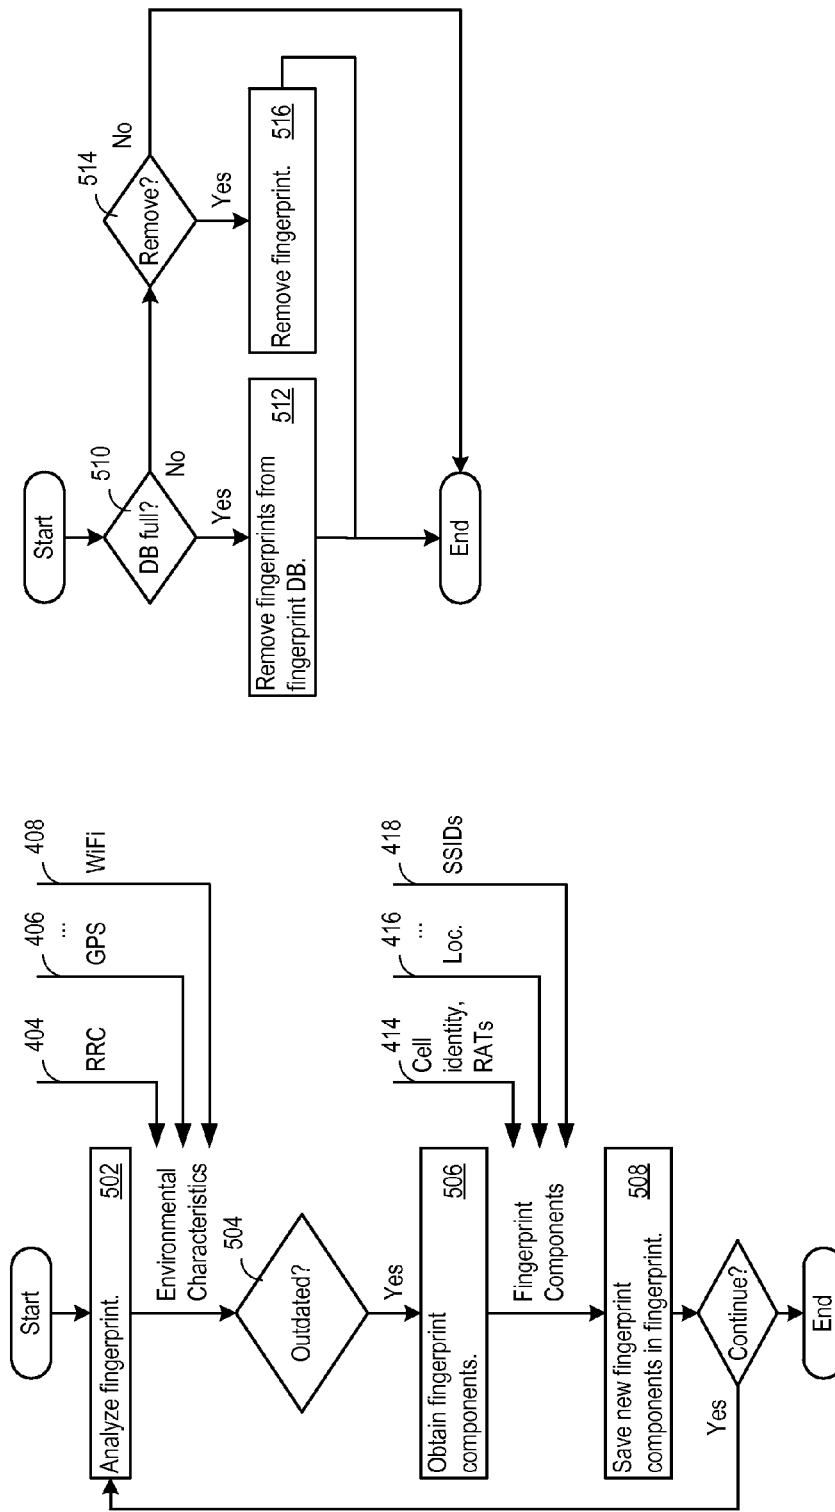 Start
Analyze fingerprint. 502
Environmental
Characteristics
404
RRC
406
...
GPS
408
WiFi
504
Outdated?
Yes
Obtain fingerprint
components.
506
Fingerprint
Components
414
Cell
identity,
RATs
416
...
Loc.
418
SSIDs
Save new fingerprint
components in fingerprint.
508
Continue?
Yes
End
Start
510
DB full?
No
Yes
Remove fingerprints from
fingerprint DB.
512
514
Remove?
No
Yes
Remove fingerprint. 516
End